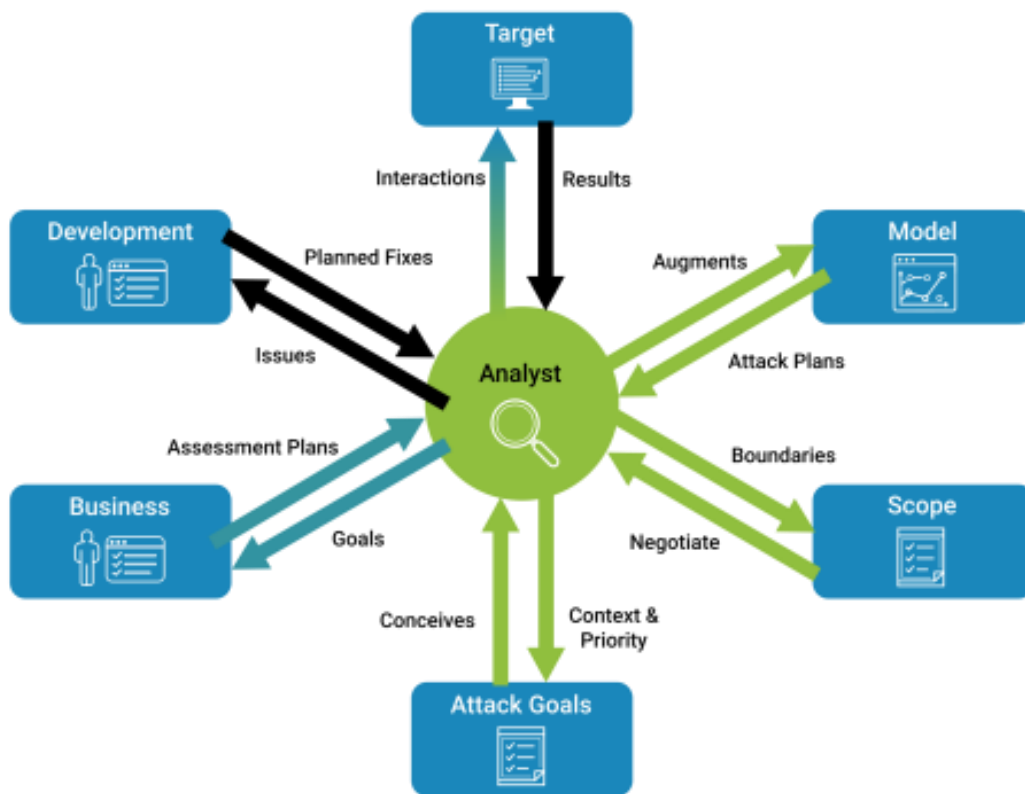 Target
Interactions
Results
Development
Planned Fixes
Issues
Model
Augments
Attack Plans
Analyst
Assessment Plans
Goals
Business
Boundaries
Negotiate
Scope
Conceives
Context &
Priority
Attack Goals